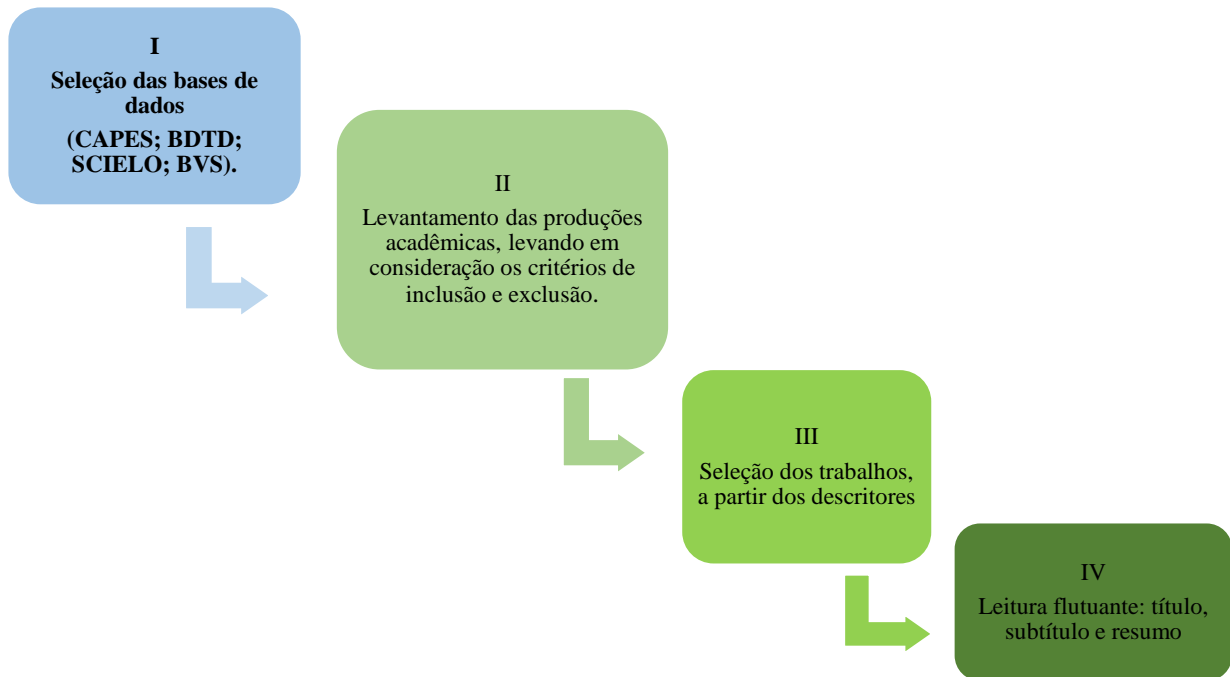 I
Seleção das bases de
dados
(CAPES; BDTD;
SCIELO; BVS).
II
Levantamento das produções
acadêmicas, levando em
consideração os critérios de
inclusão e exclusão.
III
Seleção dos trabalhos,
a partir dos descritores
IV
Leitura flutuante: título,
subtítulo e resumo